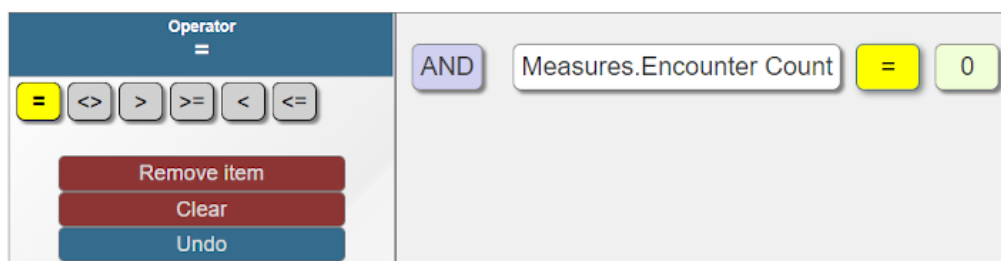 Operator
=
= <> > >= < <=
Remove item
Clear
Undo
AND Measures.Encounter Count = 0